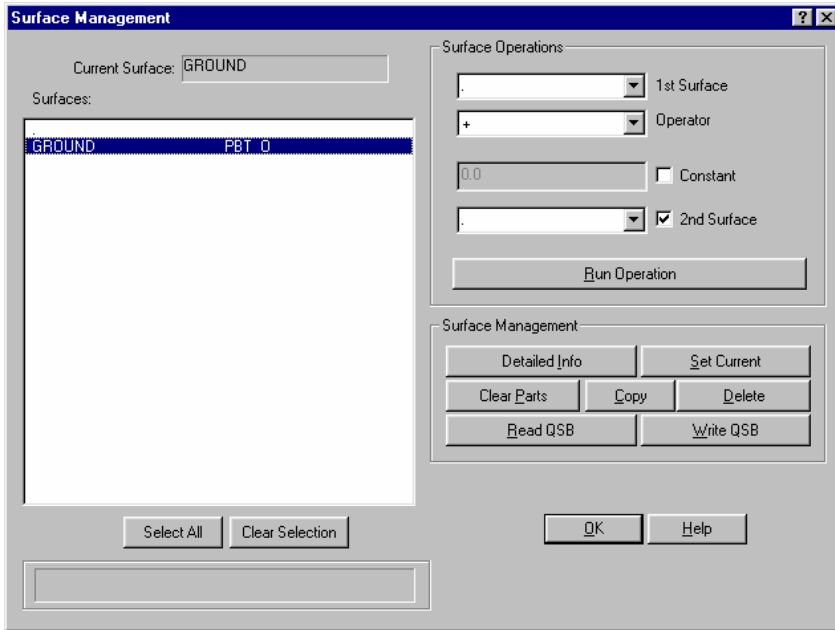 Surface Management
Current Surface: GROUND
Surfaces:
.
GROUND PBT O
Select All Clear Selection
Surface Operations
. 1st Surface
+ Operator
0.0 Constant
. 2nd Surface
Run Operation
Surface Management
Detailed Info Set Current
Clear Parts Copy Delete
Read QSB Write QSB
OK Help